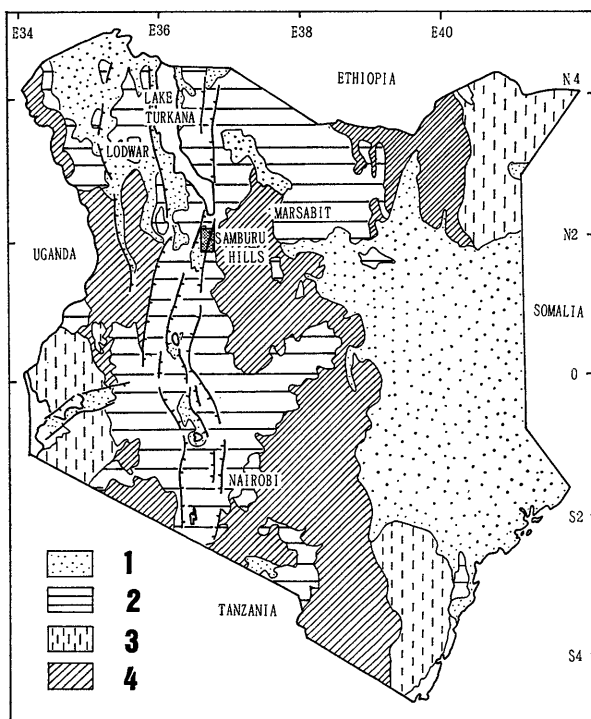 E34 E36 E38 E40
ETHIOPIA
N4
LAKE
TURKANA
LODWAR
MARSABIT
UGANDA
SAMBURU
HILLS
N2
SOMALIA
0
NAIROBI
S2
1
2
TANZANIA
3
S4
4